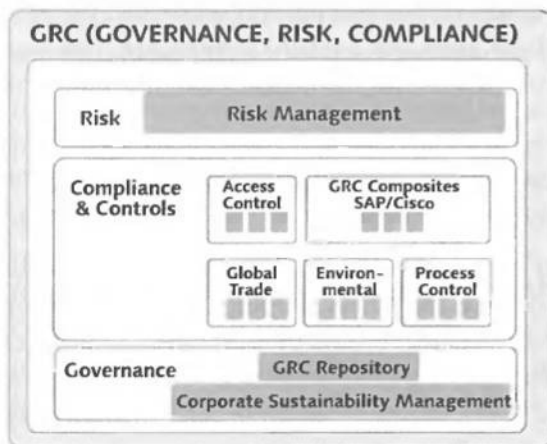 GRC (GOVERNANCE, RISK, COMPLIANCE)
Risk
Risk Management
Compliance
& Controls
Access
Control
GRC Composites
SAP/Cisco
Global
Trade
Environ-
mental
Process
Control
Governance
GRC Repository
Corporate Sustainability Management